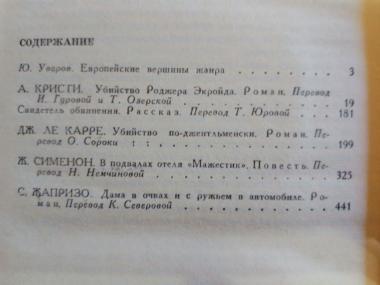 СОДЕРЖАНИЕ
Ю. Уваров. Европейские вершины жанра . . . . . . . . 3
А. КРИСТИ. Убийство Роджера Экройда. Роман. Перевод
И. Гуровой и Т. Озерской . . . . . . . . . . 19
Свидетель обвинения. Рассказ. Перевод Т. Юровой . . . 181
ДЖ. ЛЕ КАРРЕ. Убийство по-джентльменски. Роман. Пе-
ревод О. Сороки . . . . . . . . . . . . 199
Ж. СИМЕНОН. В подвалах отеля «Мажестик». Повесть. Пе-
ревод Н. Немчиновой . . . . . . . . . . 325
С. ЖАПРИЗО. Дама в очках и с ружьем в автомобиле. Ро-
ман. Перевод К. Северовой . . . . . . . . . 441